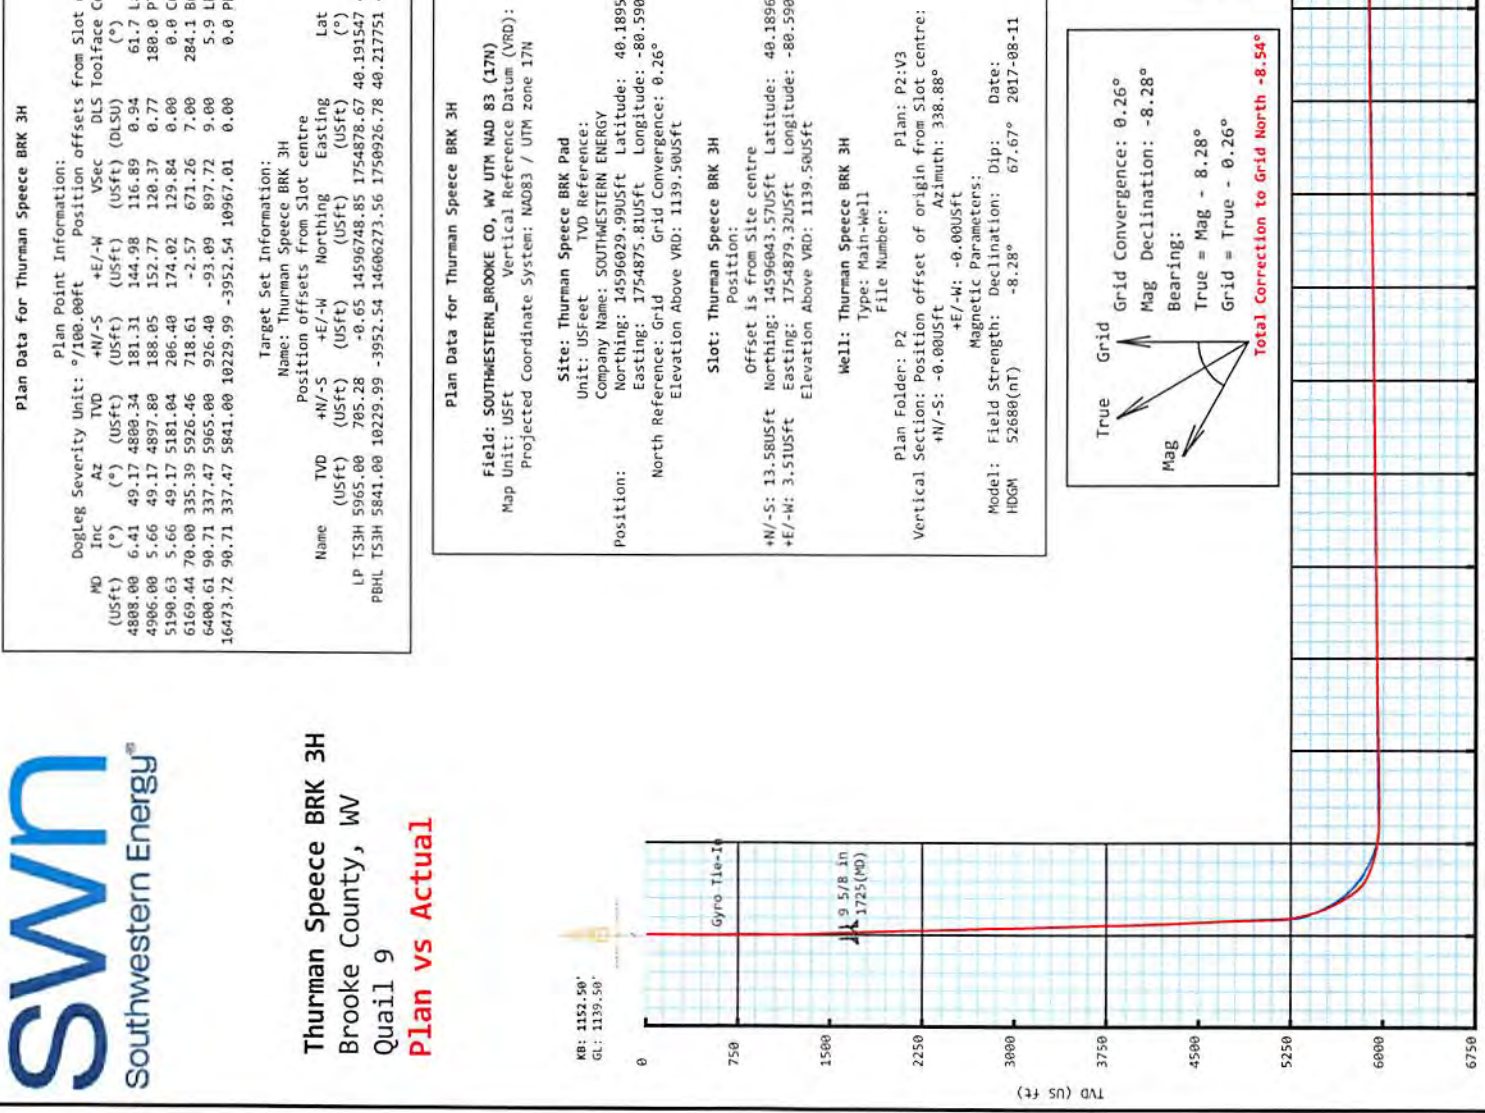 swn
Southwestern Energy®
Thurman Speece BRK 3H
Brooke County, WV
Quail 9
Plan vs Actual
Plan Data for Thurman Speece BRK 3H
Plan Point Information:
DogLeg Severity Unit: °/100.00ft Position offsets from Slot
MD Inc Az TVD +N/-S +E/-W VSec DLS Toolface
(USft) (°) (°) (USft) (USft) (USft) (USft) (DLSU) (°)
4808.00 6.41 49.17 4800.34 181.31 144.98 116.89 0.94 61.7
4906.00 5.66 49.17 4897.80 188.05 152.77 120.37 0.77 180.0
5190.63 5.66 49.17 5181.04 206.40 174.02 129.84 0.00 0.0
6169.44 70.00 335.39 5926.46 718.61 -2.57 671.26 7.00 284.1
6400.61 90.71 337.47 5965.00 926.40 -93.09 897.72 9.00 5.9
16473.72 90.71 337.47 5841.00 10229.99 -3952.54 10967.01 0.00 0.0
Target Set Information:
Name: Thurman Speece BRK 3H
Position offsets from Slot centre
Name TVD +N/-S +E/-W Northing Easting Lat
(USft) (USft) (USft) (USft) (USft) (°)
LP TS3H 5965.00 705.28 -0.65 14596748.85 1754878.67 40.191547
PBHL TS3H 5841.00 10229.99 -3952.54 14606273.56 1750926.78 40.217751
Plan Data for Thurman Speece BRK 3H
Field: SOUTHWESTERN_BROOKE CO, WV UTM NAD 83 (17N)
Map Unit: USFt Vertical Reference Datum (VRD):
Projected Coordinate System: NAD83 / UTM zone 17N
Site: Thurman Speece BRK Pad
Unit: USFeet TVD Reference:
Company Name: SOUTHWESTERN ENERGY
Position: Northing: 14596029.99USft Latitude: 40.1895
Easting: 1754875.81USft Longitude: -80.590
North Reference: Grid Grid Convergence: 0.26°
Elevation Above VRD: 1139.50USft
Slot: Thurman Speece BRK 3H
Position:
Offset is from Site centre
+N/-S: 13.58USft Northing: 14596043.57USft Latitude: 40.1896
+E/-W: 3.51USft Easting: 1754879.32USft Longitude: -80.590
Elevation Above VRD: 1139.50USft
Well: Thurman Speece BRK 3H
Type: Main-Well
File Number:
Plan Folder: P2 Plan: P2:V3
Vertical Section: Position offset of origin from Slot centre:
+N/-S: -0.00USft Azimuth: 338.88°
+E/-W: -0.00USft
Magnetic Parameters:
Model: Field Strength: Declination: Dip: Date:
HDGM 52680(nT) -8.28° 67.67° 2017-08-11
True Grid
Mag
Grid Convergence: 0.26°
Mag Declination: -8.28°
Bearing:
True = Mag - 8.28°
Grid = True - 0.26°
Total Correction to Grid North -8.54°
KB: 1152.50'
GL: 1139.50'
Gyro Tie-In
9 5/8 in
1725(MD)
0
750
1500
2250
3000
3750
4500
5250
6000
6750
TVD (US ft)